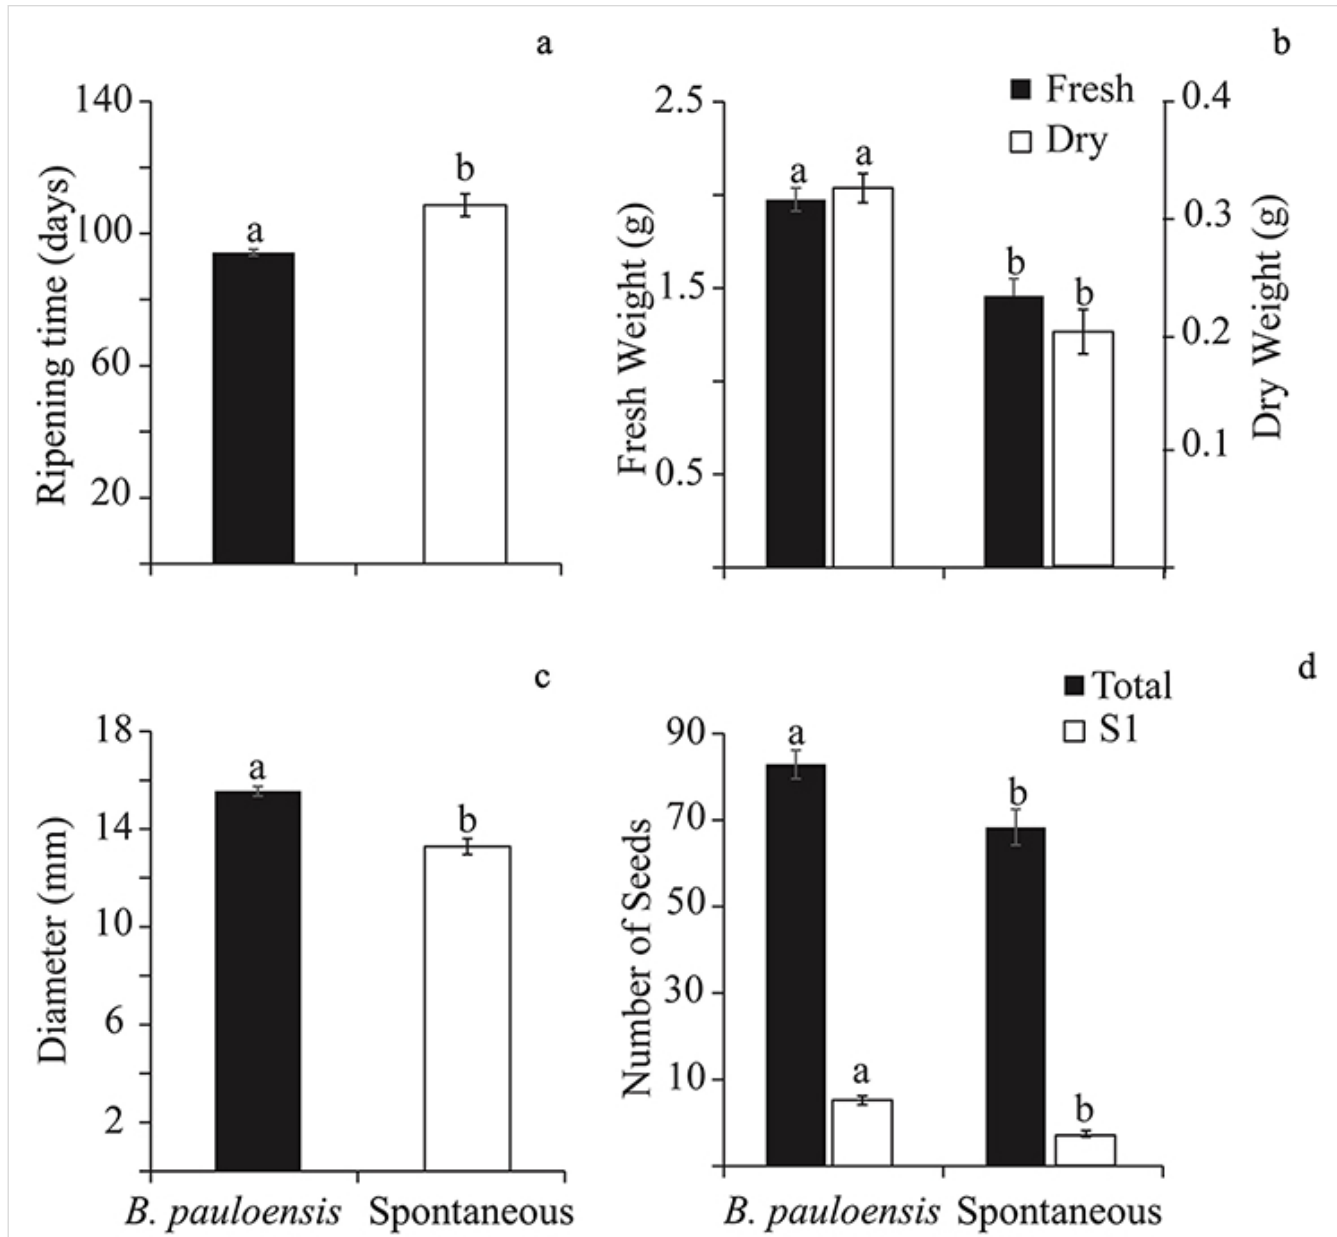 a
140
100
60
20
Ripening time (days)
a
b
b
Fresh
Dry
2.5
1.5
0.5
Fresh Weight (g)
a
a
b
b
0.4
0.3
0.2
0.1
Dry Weight (g)
c
18
14
10
6
2
Diameter (mm)
a
b
B. pauloensis
Spontaneous
d
Total
S1
90
70
50
30
10
Number of Seeds
a
b
a
b
B. pauloensis
Spontaneous